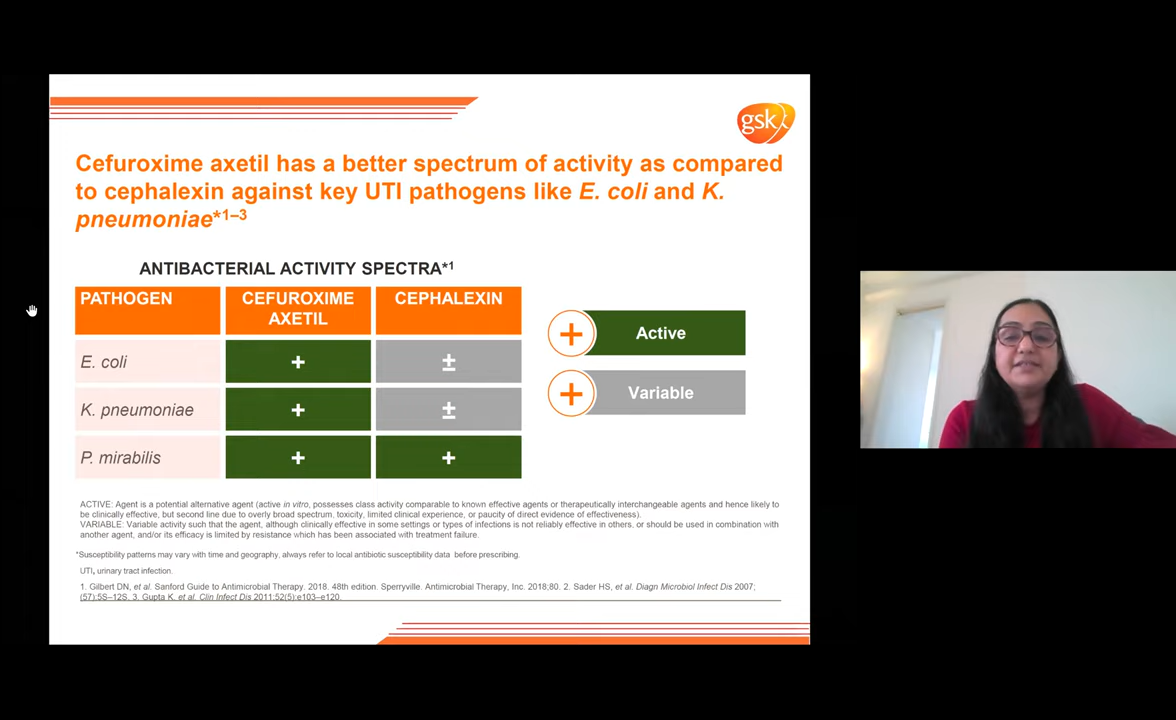 gsk
Cefuroxime axetil has a better spectrum of activity as compared
to cephalexin against key UTI pathogens like E. coli and K.
pneumoniae*1–3
ANTIBACTERIAL ACTIVITY SPECTRA*1
PATHOGEN
CEFUROXIME
AXETIL
CEPHALEXIN
E. coli
+
±
K. pneumoniae
+
±
P. mirabilis
+
+
+ Active
+ Variable
ACTIVE: Agent is a potential alternative agent (active in vitro, possesses class activity comparable to known effective agents or therapeutically interchangeable agents and hence likely to
be clinically effective, but second line due to overly broad spectrum, toxicity, limited clinical experience, or paucity of direct evidence of effectiveness).
VARIABLE: Variable activity such that the agent, although clinically effective in some settings or types of infections is not reliably effective in others, or should be used in combination with
another agent, and/or its efficacy is limited by resistance which has been associated with treatment failure.
*Susceptibility patterns may vary with time and geography, always refer to local antibiotic susceptibility data before prescribing.
UTI, urinary tract infection.
1. Gilbert DN, et al. Sanford Guide to Antimicrobial Therapy. 2018. 48th edition. Sperryville. Antimicrobial Therapy, Inc. 2018;80. 2. Sader HS, et al. Diagn Microbiol Infect Dis 2007;
(57):5S–12S. 3. Gupta K, et al. Clin Infect Dis 2011;52(5):e103–e120.